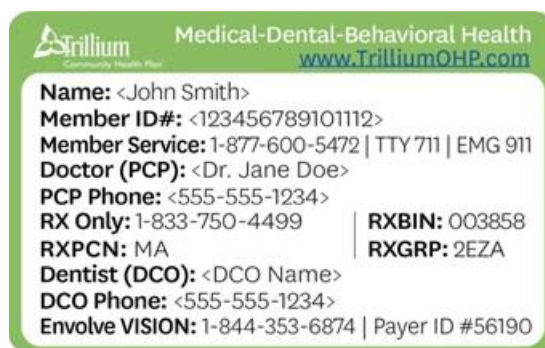 Trillium
Community Health Plan
Medical-Dental-Behavioral Health
www.TrilliumOHP.com
Name: <John Smith>
Member ID#: <123456789101112>
Member Service: 1-877-600-5472 | TTY 711 | EMG 911
Doctor (PCP): <Dr. Jane Doe>
PCP Phone: <555-555-1234>
RX Only: 1-833-750-4499 | RXBIN: 003858
RXPCN: MA | RXGRP: 2EZA
Dentist (DCO): <DCO Name>
DCO Phone: <555-555-1234>
Envolve VISION: 1-844-353-6874 | Payer ID #56190